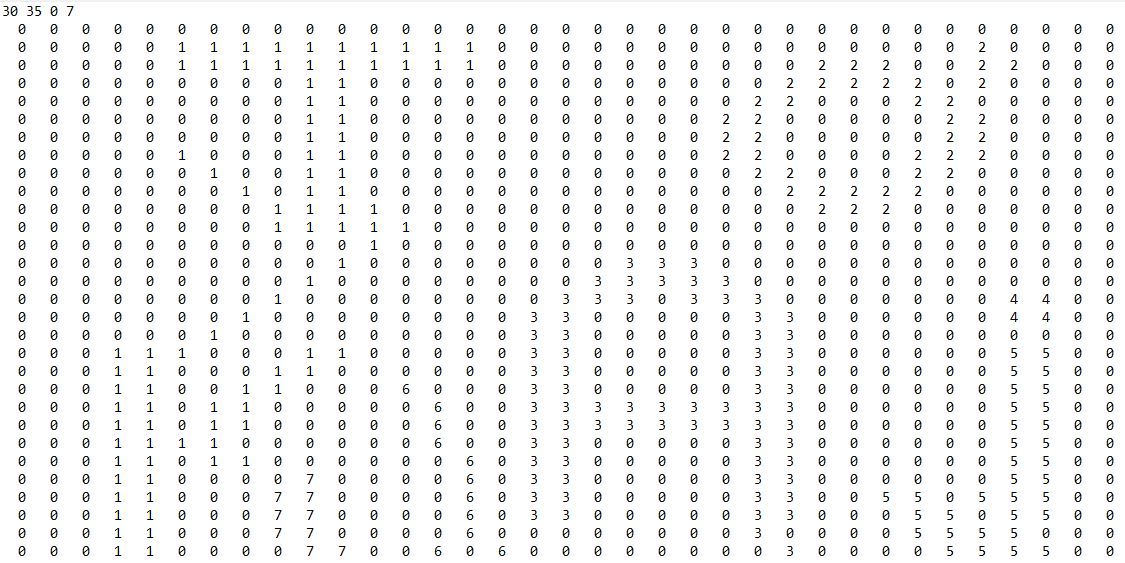 30 35 0 7
0 0 0 0 0 0 0 0 0 0 0 0 0 0 0 0 0 0 0 0 0 0 0 0 0 0 0 0 0 0 0 0 0 0 0
0 0 0 0 0 1 1 1 1 1 1 1 1 1 1 0 0 0 0 0 0 0 0 0 0 0 0 0 0 0 2 0 0 0 0
0 0 0 0 0 1 1 1 1 1 1 1 1 1 1 0 0 0 0 0 0 0 0 0 0 2 2 2 0 0 2 2 0 0 0
0 0 0 0 0 0 0 0 0 1 1 0 0 0 0 0 0 0 0 0 0 0 0 0 2 2 2 2 2 0 2 0 0 0 0
0 0 0 0 0 0 0 0 0 1 1 0 0 0 0 0 0 0 0 0 0 0 0 2 2 0 0 0 2 2 0 0 0 0 0
0 0 0 0 0 0 0 0 0 1 1 0 0 0 0 0 0 0 0 0 0 0 2 2 0 0 0 0 0 2 2 0 0 0 0
0 0 0 0 0 0 0 0 0 1 1 0 0 0 0 0 0 0 0 0 0 0 2 2 0 0 0 0 0 2 2 0 0 0 0
0 0 0 0 0 1 0 0 0 1 1 0 0 0 0 0 0 0 0 0 0 0 2 2 0 0 0 0 2 2 2 0 0 0 0
0 0 0 0 0 0 1 0 0 1 1 0 0 0 0 0 0 0 0 0 0 0 0 2 2 0 0 0 2 2 0 0 0 0 0
0 0 0 0 0 0 0 1 0 1 1 0 0 0 0 0 0 0 0 0 0 0 0 0 2 2 2 2 2 0 0 0 0 0 0
0 0 0 0 0 0 0 0 1 1 1 1 0 0 0 0 0 0 0 0 0 0 0 0 0 2 2 2 0 0 0 0 0 0 0
0 0 0 0 0 0 0 0 1 1 1 1 1 0 0 0 0 0 0 0 0 0 0 0 0 0 0 0 0 0 0 0 0 0 0
0 0 0 0 0 0 0 0 0 0 0 1 0 0 0 0 0 0 0 0 0 0 0 0 0 0 0 0 0 0 0 0 0 0 0
0 0 0 0 0 0 0 0 0 0 1 0 0 0 0 0 0 0 0 3 3 3 0 0 0 0 0 0 0 0 0 0 0 0 0
0 0 0 0 0 0 0 0 0 1 0 0 0 0 0 0 0 0 3 3 3 3 3 0 0 0 0 0 0 0 0 0 0 0 0
0 0 0 0 0 0 0 0 1 0 0 0 0 0 0 0 0 3 3 3 0 3 3 3 0 0 0 0 0 0 0 4 4 0 0
0 0 0 0 0 0 0 1 0 0 0 0 0 0 0 0 3 3 0 0 0 0 0 3 3 0 0 0 0 0 0 4 4 0 0
0 0 0 0 0 0 1 0 0 0 0 0 0 0 0 0 3 3 0 0 0 0 0 3 3 0 0 0 0 0 0 0 0 0 0
0 0 0 1 1 1 0 0 0 1 1 0 0 0 0 0 3 3 0 0 0 0 0 3 3 0 0 0 0 0 0 5 5 0 0
0 0 0 1 1 0 0 0 1 1 0 0 0 0 0 0 3 3 0 0 0 0 0 3 3 0 0 0 0 0 0 5 5 0 0
0 0 0 1 1 0 0 1 1 0 0 0 6 0 0 0 3 3 0 0 0 0 0 3 3 0 0 0 0 0 0 5 5 0 0
0 0 0 1 1 0 1 1 0 0 0 0 0 6 0 0 3 3 3 3 3 3 3 3 3 0 0 0 0 0 0 5 5 0 0
0 0 0 1 1 0 1 1 0 0 0 0 0 6 0 0 3 3 3 3 3 3 3 3 3 0 0 0 0 0 0 5 5 0 0
0 0 0 1 1 1 1 0 0 0 0 0 0 6 0 0 3 3 0 0 0 0 0 3 3 0 0 0 0 0 0 5 5 0 0
0 0 0 1 1 0 1 1 0 0 0 0 0 0 6 0 3 3 0 0 0 0 0 3 3 0 0 0 0 0 0 5 5 0 0
0 0 0 1 1 0 0 0 0 7 0 0 0 0 6 0 3 3 0 0 0 0 0 3 3 0 0 0 0 0 0 5 5 0 0
0 0 0 1 1 0 0 0 7 7 0 0 0 0 6 0 3 3 0 0 0 0 0 3 3 0 0 5 5 0 5 5 5 0 0
0 0 0 1 1 0 0 0 7 7 0 0 0 0 6 0 3 3 0 0 0 0 0 3 3 0 0 0 5 5 0 5 5 0 0
0 0 0 1 1 0 0 0 7 7 0 0 0 0 6 0 0 0 0 0 0 0 0 3 0 0 0 0 5 5 5 5 0 0 0
0 0 0 1 1 0 0 0 0 7 7 0 0 6 0 6 0 0 0 0 0 0 0 0 3 0 0 0 0 5 5 5 5 0 0